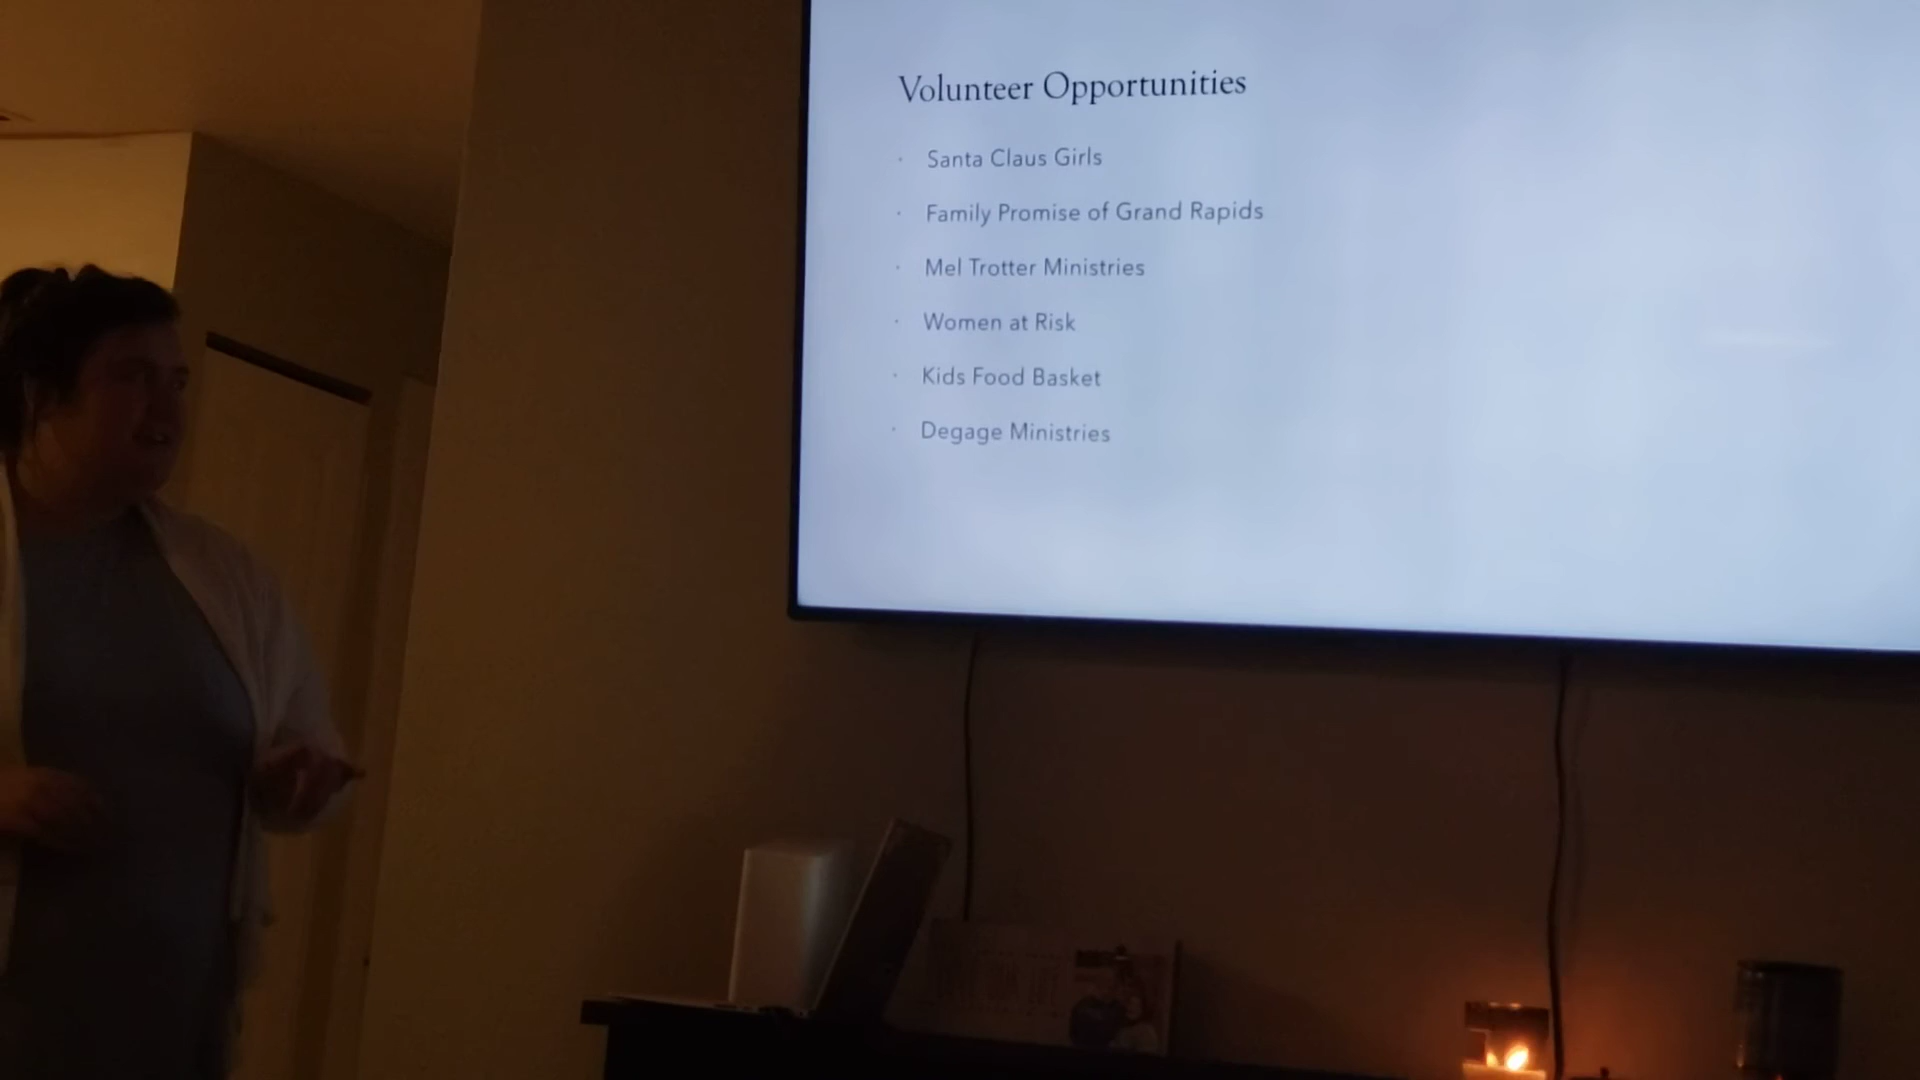 Volunteer Opportunities
· Santa Claus Girls
· Family Promise of Grand Rapids
· Mel Trotter Ministries
· Women at Risk
· Kids Food Basket
· Degage Ministries